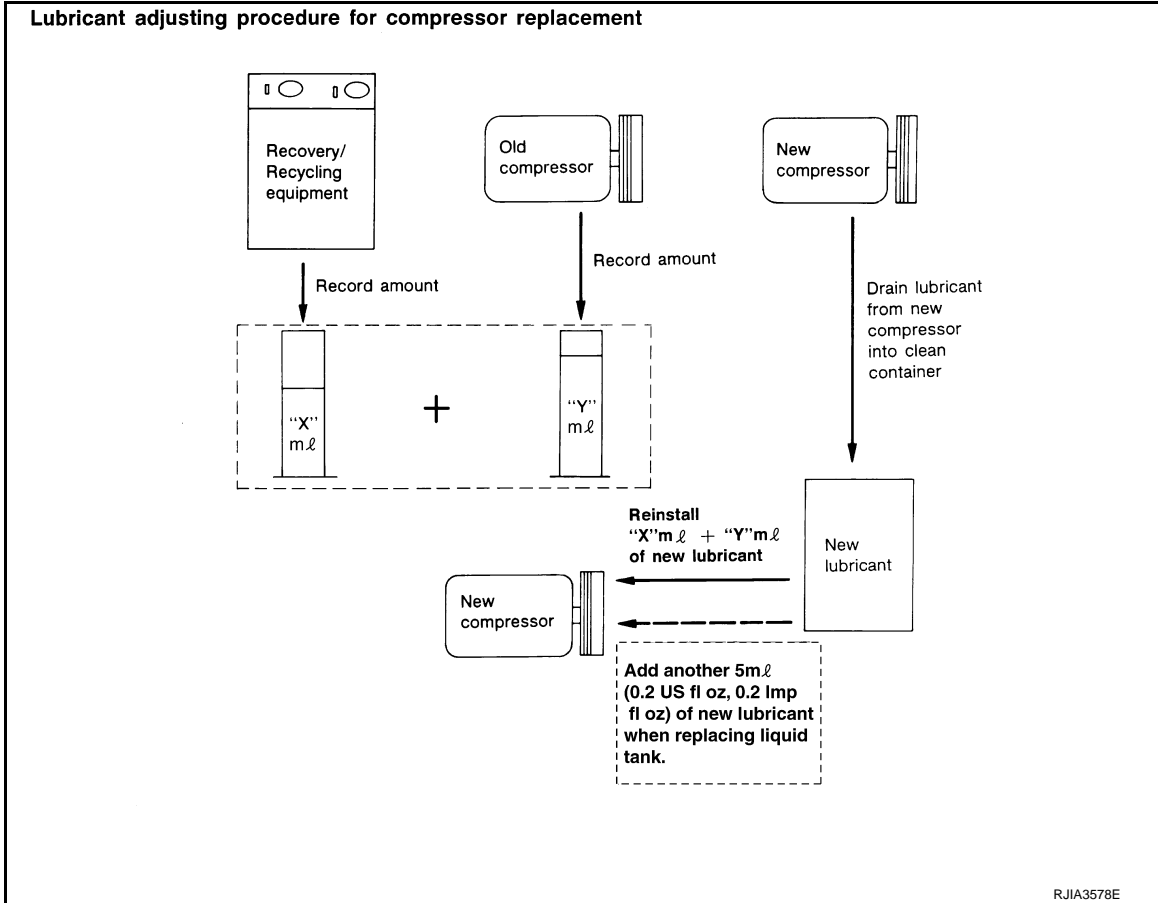 Lubricant adjusting procedure for compressor replacement
Recovery/
Recycling
equipment
Old
compressor
New
compressor
Record amount
Record amount
Drain lubricant
from new
compressor
into clean
container
“X”
mℓ
+
“Y”
mℓ
Reinstall
“X”mℓ + “Y”mℓ
of new lubricant
New
lubricant
New
compressor
Add another 5mℓ
(0.2 US fl oz, 0.2 Imp
fl oz) of new lubricant
when replacing liquid
tank.
RJIA3578E